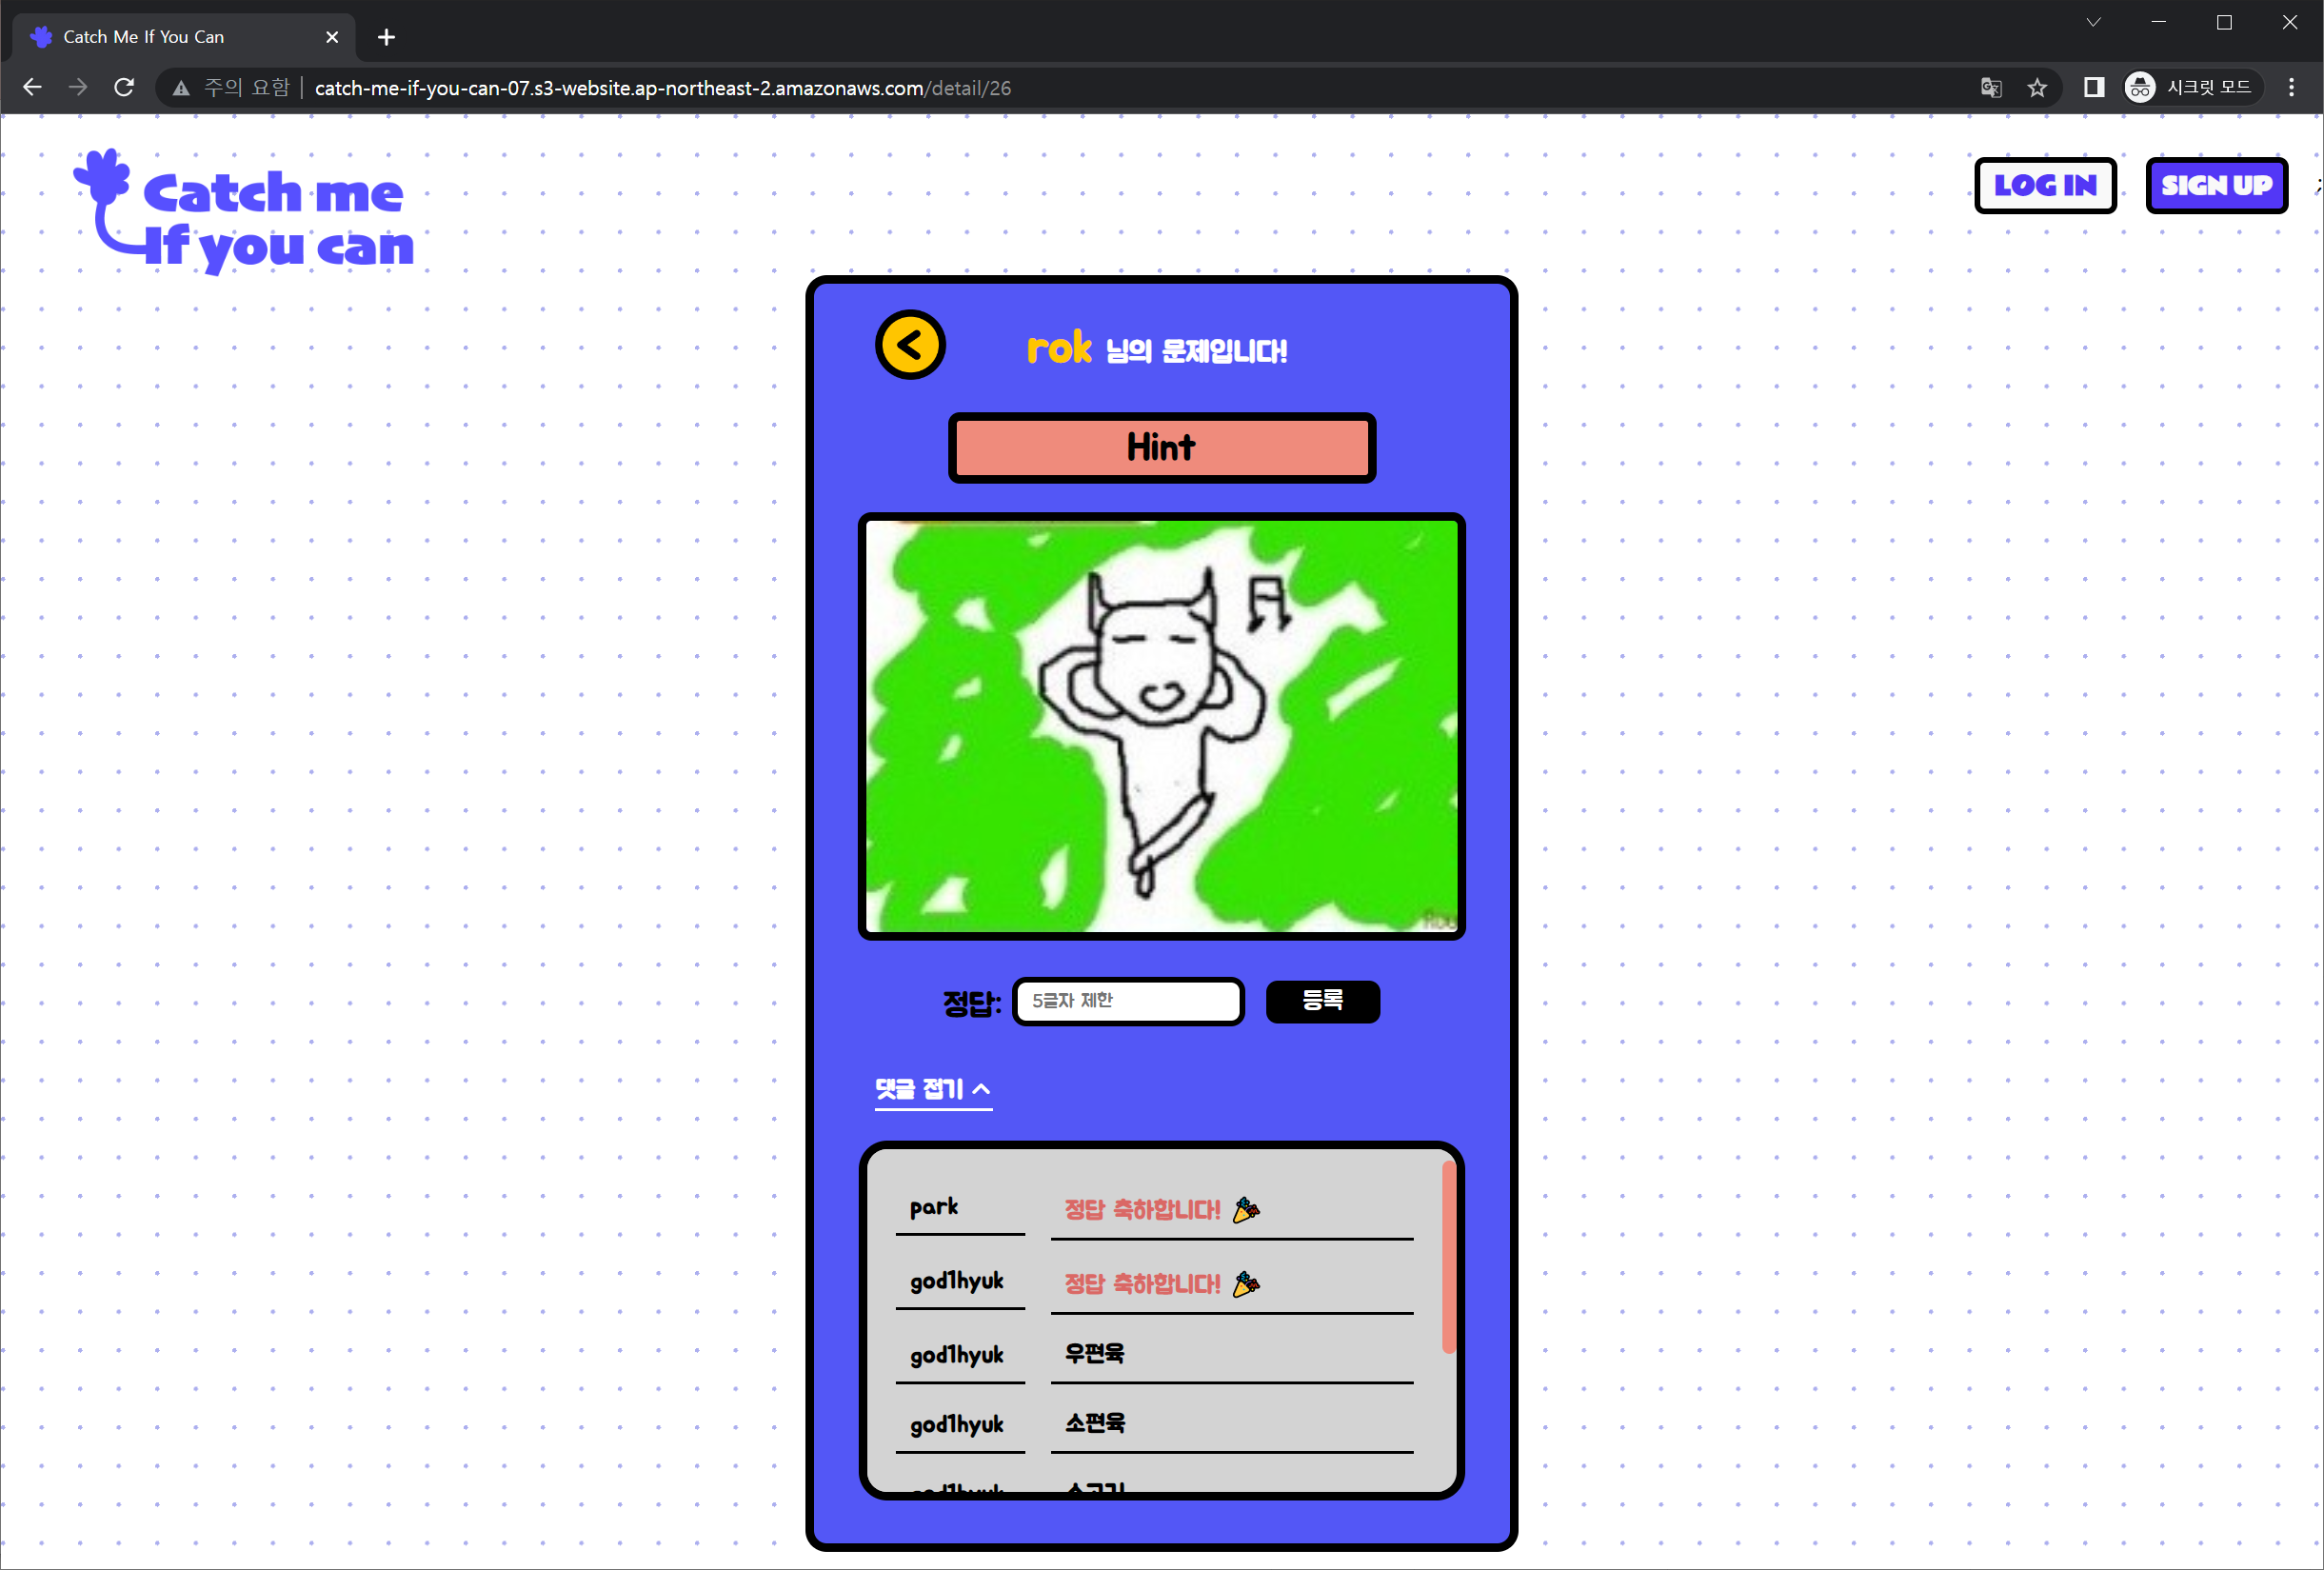 Catch Me If You Can
주의 요함
catch-me-if-you-can-07.s3-website.ap-northeast-2.amazonaws.com/detail/26
시크릿 모드
Catch me
If you can
LOG IN
SIGN UP
rok 님의 문제입니다!
Hint
정답: 5글자 제한 등록
댓글 접기
park 정답 축하합니다!
god1hyuk 정답 축하합니다!
god1hyuk 우편육
god1hyuk 소편육
god1hyuk